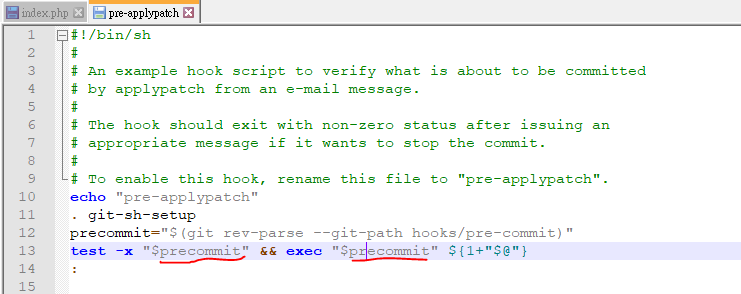 index.php pre-applypatch
1 #!/bin/sh
2 #
3 # An example hook script to verify what is about to be committed
4 # by applypatch from an e-mail message.
5 #
6 # The hook should exit with non-zero status after issuing an
7 # appropriate message if it wants to stop the commit.
8 #
9 # To enable this hook, rename this file to "pre-applypatch".
10 echo "pre-applypatch"
11 . git-sh-setup
12 precommit="$(git rev-parse --git-path hooks/pre-commit)"
13 test -x "$precommit" && exec "$precommit" ${1+"$@"}
14 :
15